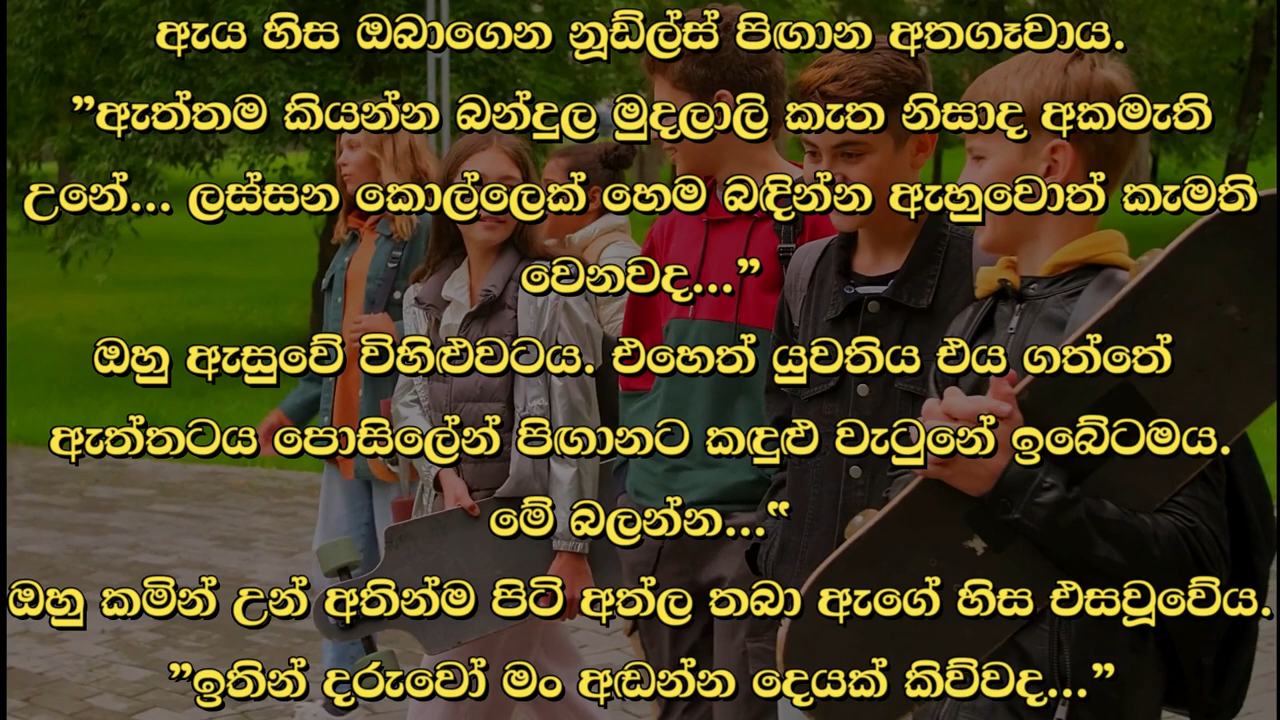 ඇය හිස ඔබාගෙන නූඩ්ල්ස් පිඟාන අතගෑවාය.
”ඇත්තම කියන්න බන්දුල මුදලාලි කැත නිසාද අකමැති
උනේ... ලස්සන කොල්ලෙක් හෙම බඳින්න ඇහුවොත් කැමති
වෙනවද...”
ඔහු ඇසුවේ විහිළුවටය. එහෙත් යුවතිය එය ගත්තේ
ඇත්තටය පොසිලේන් පිඟානට කඳුළු වැටුනේ ඉබේටමය.
මේ බලන්න...“
ඔහු කමින් උන් අතින්ම පිටි අත්ල තබා ඇගේ හිස එසවූවේය.
”ඉතින් දරුවෝ මං අඬන්න දෙයක් කිව්වද...”